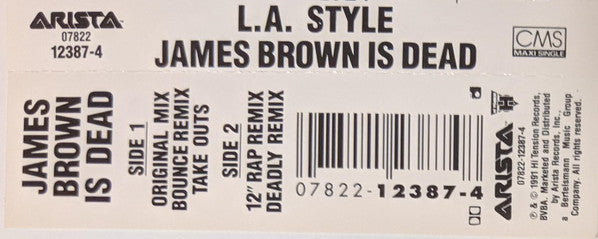 ARISTA
07822
12387-4
L.A. STYLE
JAMES BROWN IS DEAD
CMS
MAXI SINGLE
JAMES
BROWN
IS DEAD
SIDE 1
ORIGINAL MIX
BOUNCE REMIX
TAKE OUTS
SIDE 2
12" RAP REMIX
DEADLY REMIX
07822-12387-4
ARISTA
07822-12387-4
℗ & © 1991 Hi Tension Records,
BVBA. Marketed and Distributed
by Arista Records, Inc.,
a Bertelsmann Music Group
Company. All rights reserved.